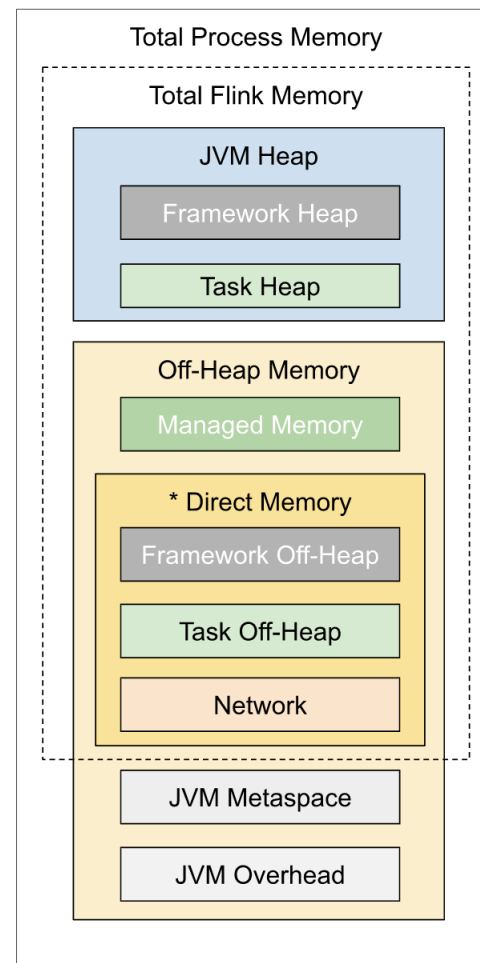 Total Process Memory
Total Flink Memory
JVM Heap
Framework Heap
Task Heap
Off-Heap Memory
Managed Memory
* Direct Memory
Framework Off-Heap
Task Off-Heap
Network
JVM Metaspace
JVM Overhead